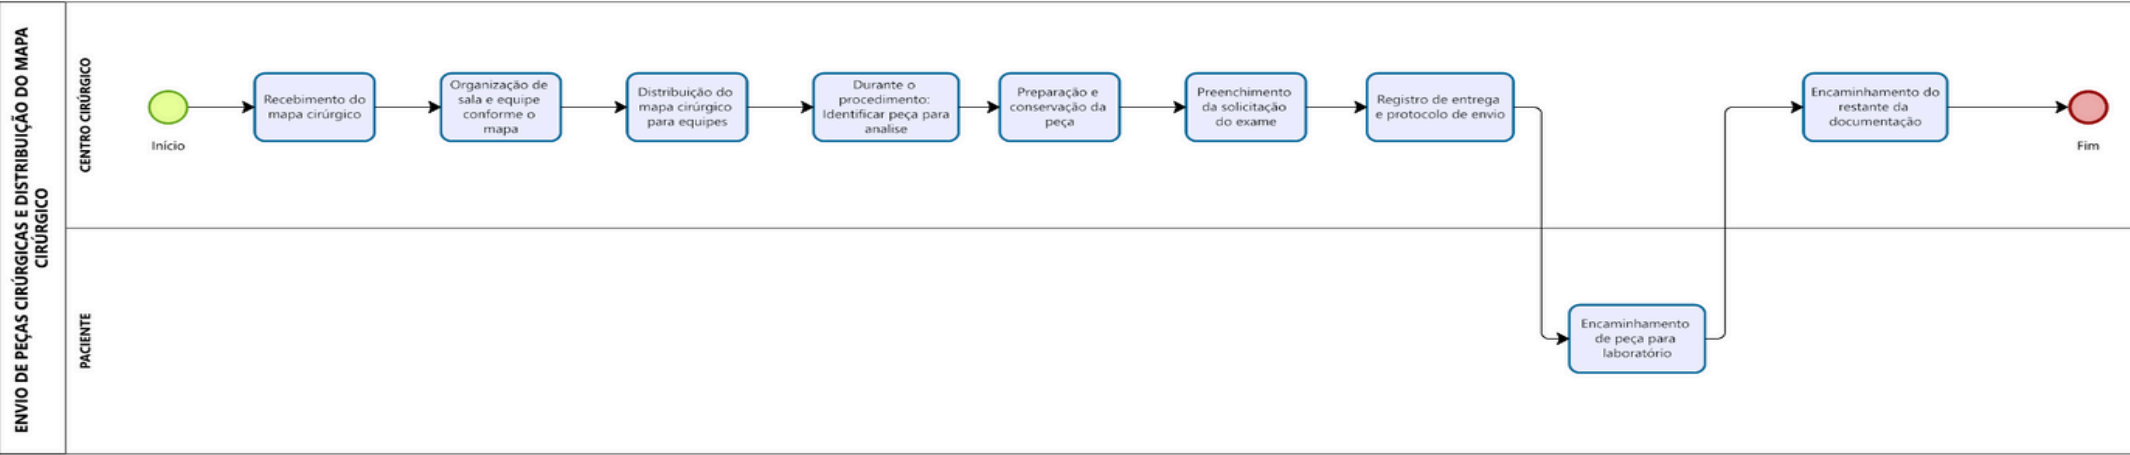 ENVIO DE PEÇAS CIRÚRGICAS E DISTRIBUIÇÃO DO MAPA
CIRÚRGICO
CENTRO CIRÚRGICO
Início
Recebimento do
mapa cirúrgico
Organização de
sala e equipe
conforme o
mapa
Distribuição do
mapa cirúrgico
para equipes
Durante o
procedimento:
Identificar peça para
analise
Preparação e
conservação da
peça
Preenchimento
da solicitação
do exame
Registro de entrega
e protocolo de envio
Encaminhamento do
restante da
documentação
Fim
PACIENTE
Encaminhamento
de peça para
laboratório